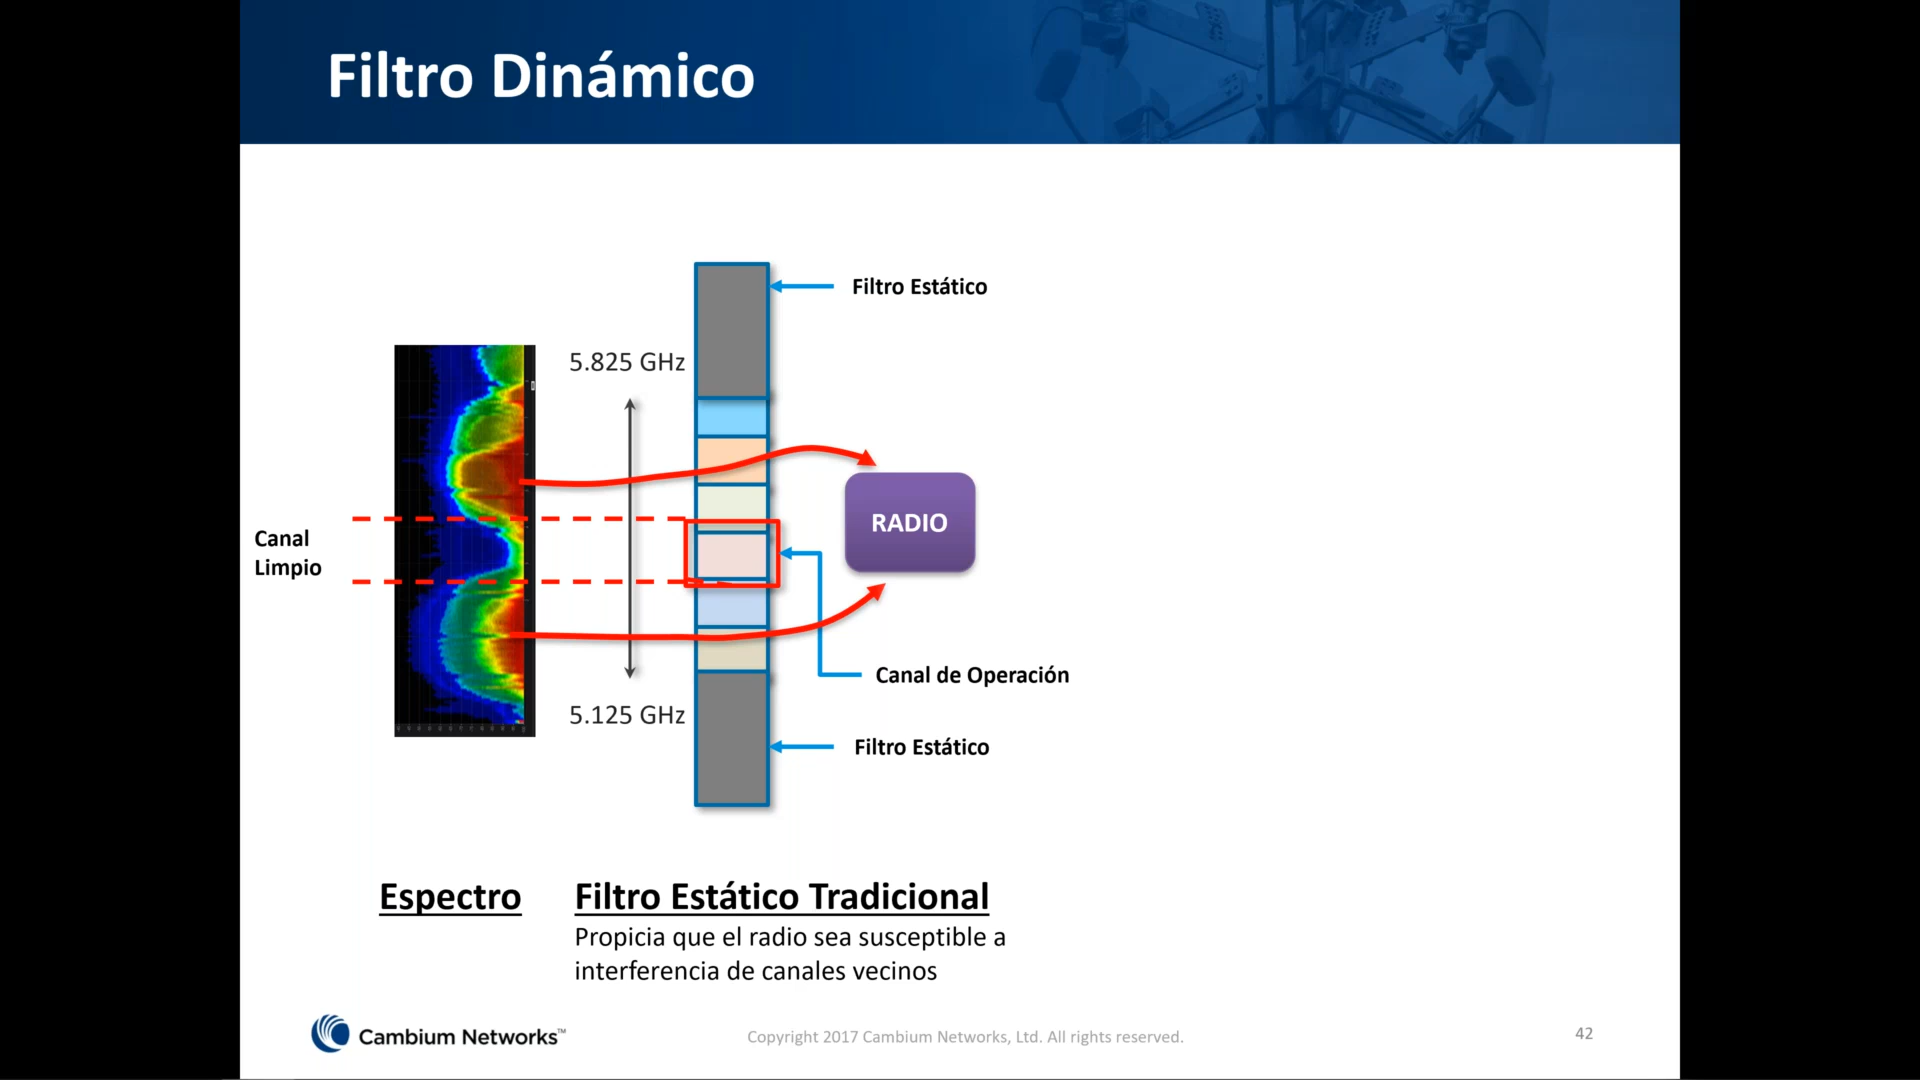 Filtro Dinámico
Filtro Estático
5.825 GHz
RADIO
Canal
Limpio
Canal de Operación
5.125 GHz
Filtro Estático
Espectro
Filtro Estático Tradicional
Propicia que el radio sea susceptible a
interferencia de canales vecinos
Cambium Networks™
Copyright 2017 Cambium Networks, Ltd. All rights reserved.
42